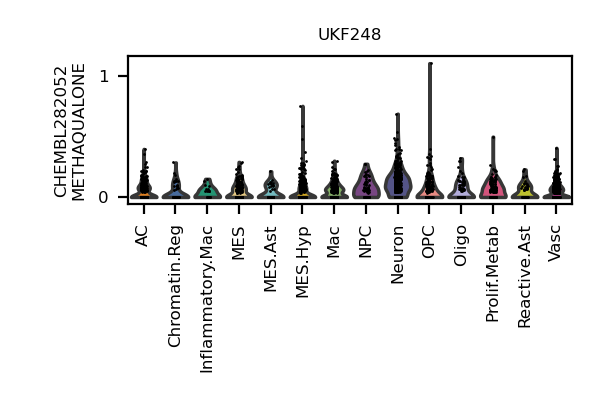 UKF248
CHEMBL282052
METHAQUALONE
1
0
AC
Chromatin.Reg
Inflammatory.Mac
MES
MES.Ast
MES.Hyp
Mac
NPC
Neuron
OPC
Oligo
Prolif.Metab
Reactive.Ast
Vasc